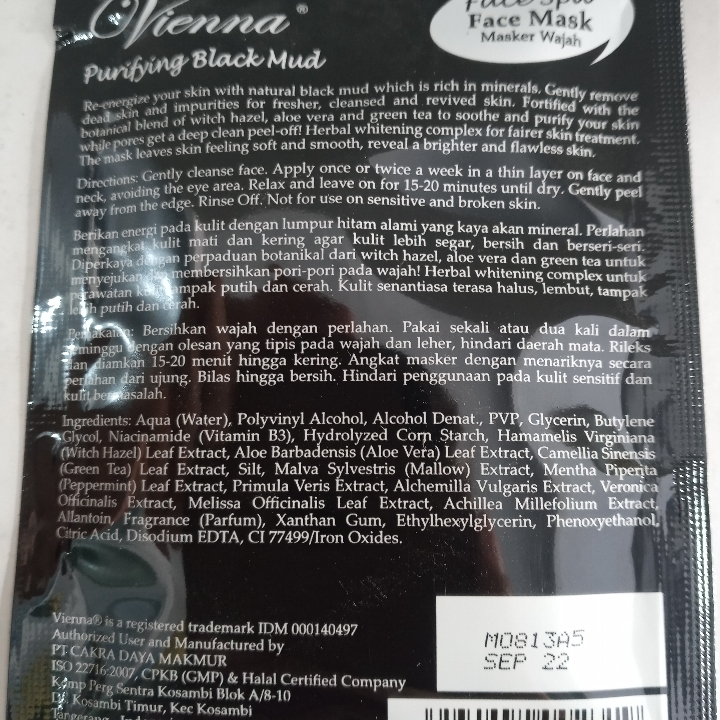 Vienna®
Face Spa
Face Mask
Masker Wajah
Purifying Black Mud
Re-energize your skin with natural black mud which is rich in minerals. Gently remove
dead skin and impurities for fresher, cleansed and revived skin. Fortified with the
botanical blend of witch hazel, aloe vera and green tea to soothe and purify your skin
while pores get a deep clean peel-off! Herbal whitening complex for fairer skin treatment.
The mask leaves skin feeling soft and smooth, reveal a brighter and flawless skin.
Directions: Gently cleanse face. Apply once or twice a week in a thin layer on face and
neck, avoiding the eye area. Relax and leave on for 15-20 minutes until dry. Gently peel
away from the edge. Rinse Off. Not for use on sensitive and broken skin.
Berikan energi pada kulit dengan lumpur hitam alami yang kaya akan mineral. Perlahan
mengangkat kulit mati dan kering agar kulit lebih segar, bersih dan berseri-seri.
Diperkaya dengan perpaduan botanikal dari witch hazel, aloe vera dan green tea untuk
menyejukan dan membersihkan pori-pori pada wajah! Herbal whitening complex untuk
perawatan tampak putih dan cerah. Kulit senantiasa terasa halus, lembut, tampak
lebih putih dan cerah.
Pemakaian: Bersihkan wajah dengan perlahan. Pakai sekali atau dua kali dalam
seminggu dengan olesan yang tipis pada wajah dan leher, hindari daerah mata. Rileks
dan diamkan 15-20 menit hingga kering. Angkat masker dengan menariknya secara
perlahan dari ujung. Bilas hingga bersih. Hindari penggunaan pada kulit sensitif dan
kulit bermasalah.
Ingredients: Aqua (Water), Polyvinyl Alcohol, Alcohol Denat., PVP, Glycerin, Butylene
Glycol, Niacinamide (Vitamin B3), Hydrolyzed Corn Starch, Hamamelis Virginiana
(Witch Hazel) Leaf Extract, Aloe Barbadensis (Aloe Vera) Leaf Extract, Camellia Sinensis
(Green Tea) Leaf Extract, Silt, Malva Sylvestris (Mallow) Extract, Mentha Piperita
(Peppermint) Leaf Extract, Primula Veris Extract, Alchemilla Vulgaris Extract, Veronica
Officinalis Extract, Melissa Officinalis Leaf Extract, Achillea Millefolium Extract,
Allantoin, Fragrance (Parfum), Xanthan Gum, Ethylhexylglycerin, Phenoxyethanol,
Citric Acid, Disodium EDTA, CI 77499/Iron Oxides.
Vienna® is a registered trademark IDM 000140497
Authorized User and Manufactured by
PT. CAKRA DAYA MAKMUR
ISO 22716:2007, CPKB (GMP) & Halal Certified Company
Komp Perg Sentra Kosambi Blok A/8-10
Ds. Kosambi Timur, Kec Kosambi
Tangerang
M0813A5
SEP 22